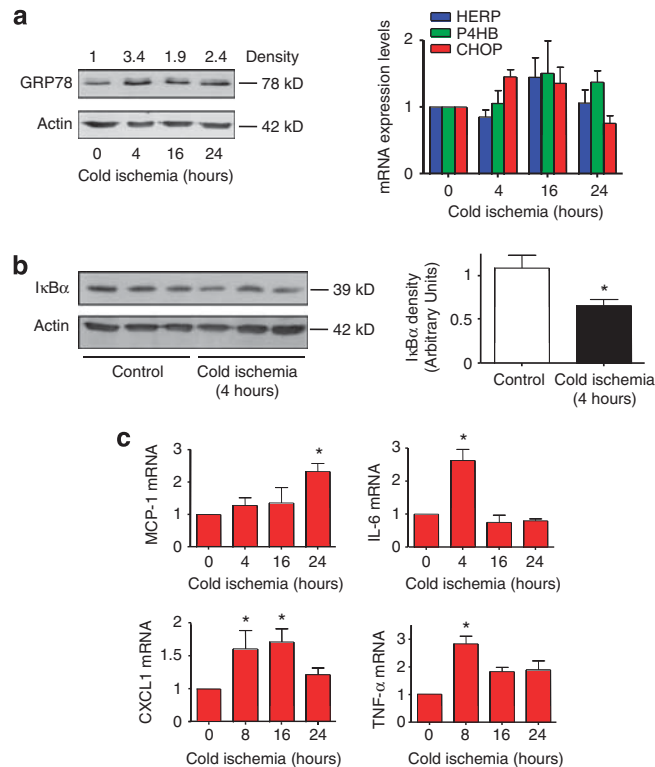 a
1 3.4 1.9 2.4 Density
GRP78
78 kD
Actin
42 kD
0 4 16 24
Cold ischemia (hours)
HERP
P4HB
CHOP
mRNA expression levels
2
1
0
0 4 16 24
Cold ischemia (hours)
b
IκBα
39 kD
Actin
42 kD
Control
Cold ischemia
(4 hours)
IκBα density
(Arbitrary Units)
1
0.5
0
*
Control
Cold ischemia
(4 hours)
c
MCP-1 mRNA
3
2
1
0
*
0 4 16 24
Cold ischemia (hours)
IL-6 mRNA
3
2
1
0
*
0 4 16 24
Cold ischemia (hours)
CXCL1 mRNA
2
1.5
1
0.5
* *
0 8 16 24
Cold ischemia (hours)
TNF-α mRNA
3
2
1
0
*
0 8 16 24
Cold ischemia (hours)